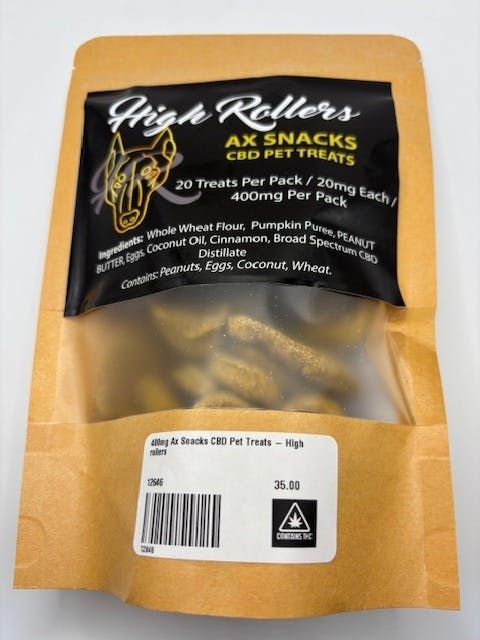 High Rollers
AX SNACKS
CBD PET TREATS
20 Treats Per Pack / 20mg Each /
400mg Per Pack
Ingredients: Whole Wheat Flour, Pumpkin Puree, PEANUT
BUTTER, Eggs, Coconut Oil, Cinnamon, Broad Spectrum CBD
Distillate
Contains: Peanuts, Eggs, Coconut, Wheat.
400mg Ax Snacks CBD Pet Treats – High
rollers
12646
35.00
12646
CONTAINS THC